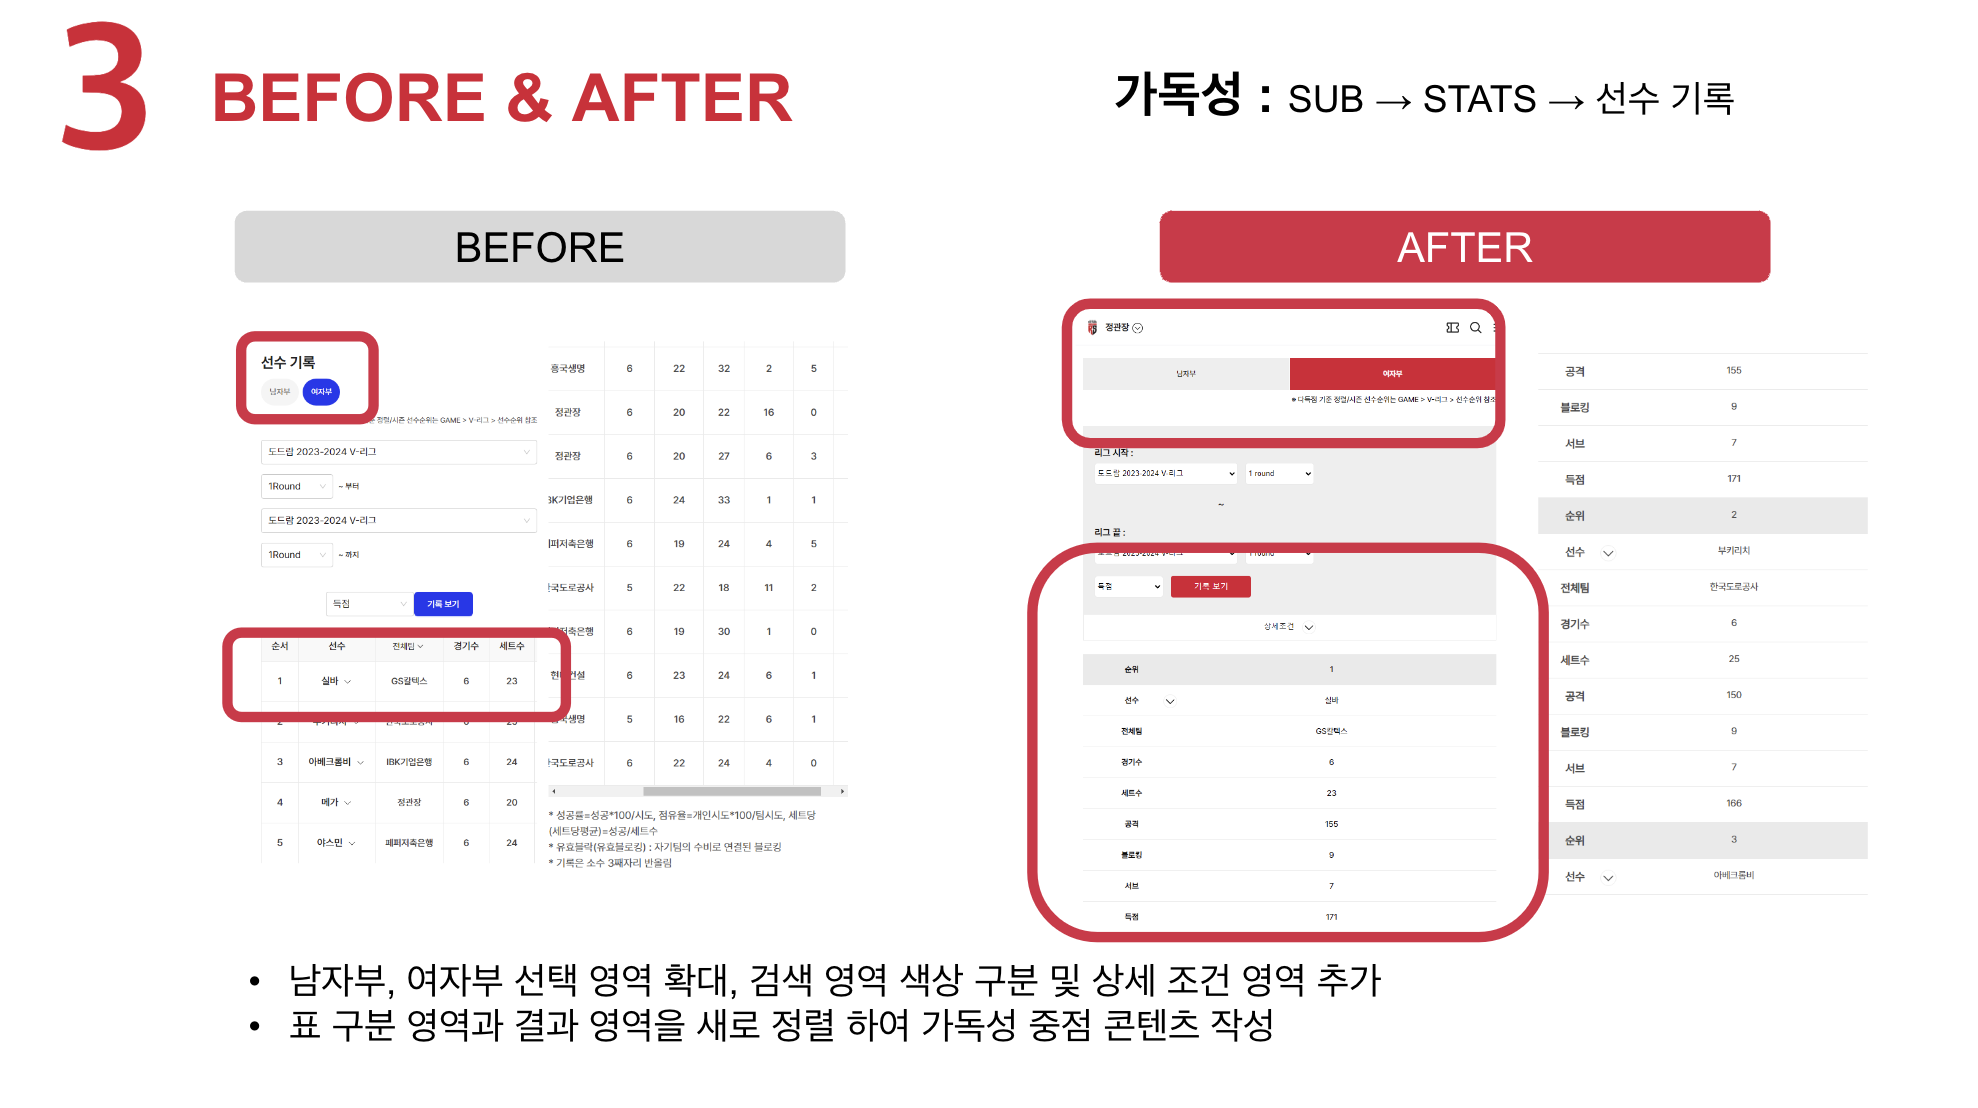 3
BEFORE & AFTER
가독성 : SUB → STATS → 선수 기록
BEFORE
선수 기록
남자부 여자부
정렬/시즌 선수순위는 GAME > V-리그 > 선수순위 참조
도드람 2023-2024 V-리그
1Round ~ 부터
도드람 2023-2024 V-리그
1Round ~ 까지
득점 기록 보기
순서 선수 전체팀 경기수 세트수
1 실바 GS칼텍스 6 23
3 아베크롬비 IBK기업은행 6 24
4 메가 정관장 6 20
5 야스민 페퍼저축은행 6 24
흥국생명 6 22 32 2 5
정관장 6 20 22 16 0
정관장 6 20 27 6 3
BK기업은행 6 24 33 1 1
퍼저축은행 6 19 24 4 5
국도로공사 5 22 18 11 2
저축은행 6 19 30 1 0
현 건설 6 23 24 6 1
국생명 5 16 22 6 1
국도로공사 6 22 24 4 0
* 성공률=성공*100/시도, 점유율=개인시도*100/팀시도, 세트당
(세트당평균)=성공/세트수
* 유효블락(유효블로킹) : 자기팀의 수비로 연결된 블로킹
* 기록은 소수 3째자리 반올림
AFTER
정관장
남자부 여자부
※ 다득점 기준 정렬/시즌 선수순위는 GAME > V-리그 > 선수순위 참조
리그 시작 :
도드람 2023-2024 V-리그 1 round
~
리그 끝 :
득점 기록 보기
상세조건
순위 1
선수 실바
전체팀 GS칼텍스
경기수 6
세트수 23
공격 155
블로킹 9
서브 7
득점 171
공격 155
블로킹 9
서브 7
득점 171
순위 2
선수 부키리치
전체팀 한국도로공사
경기수 6
세트수 25
공격 150
블로킹 9
서브 7
득점 166
순위 3
선수 아베크롬비
• 남자부, 여자부 선택 영역 확대, 검색 영역 색상 구분 및 상세 조건 영역 추가
• 표 구분 영역과 결과 영역을 새로 정렬 하여 가독성 중점 콘텐츠 작성